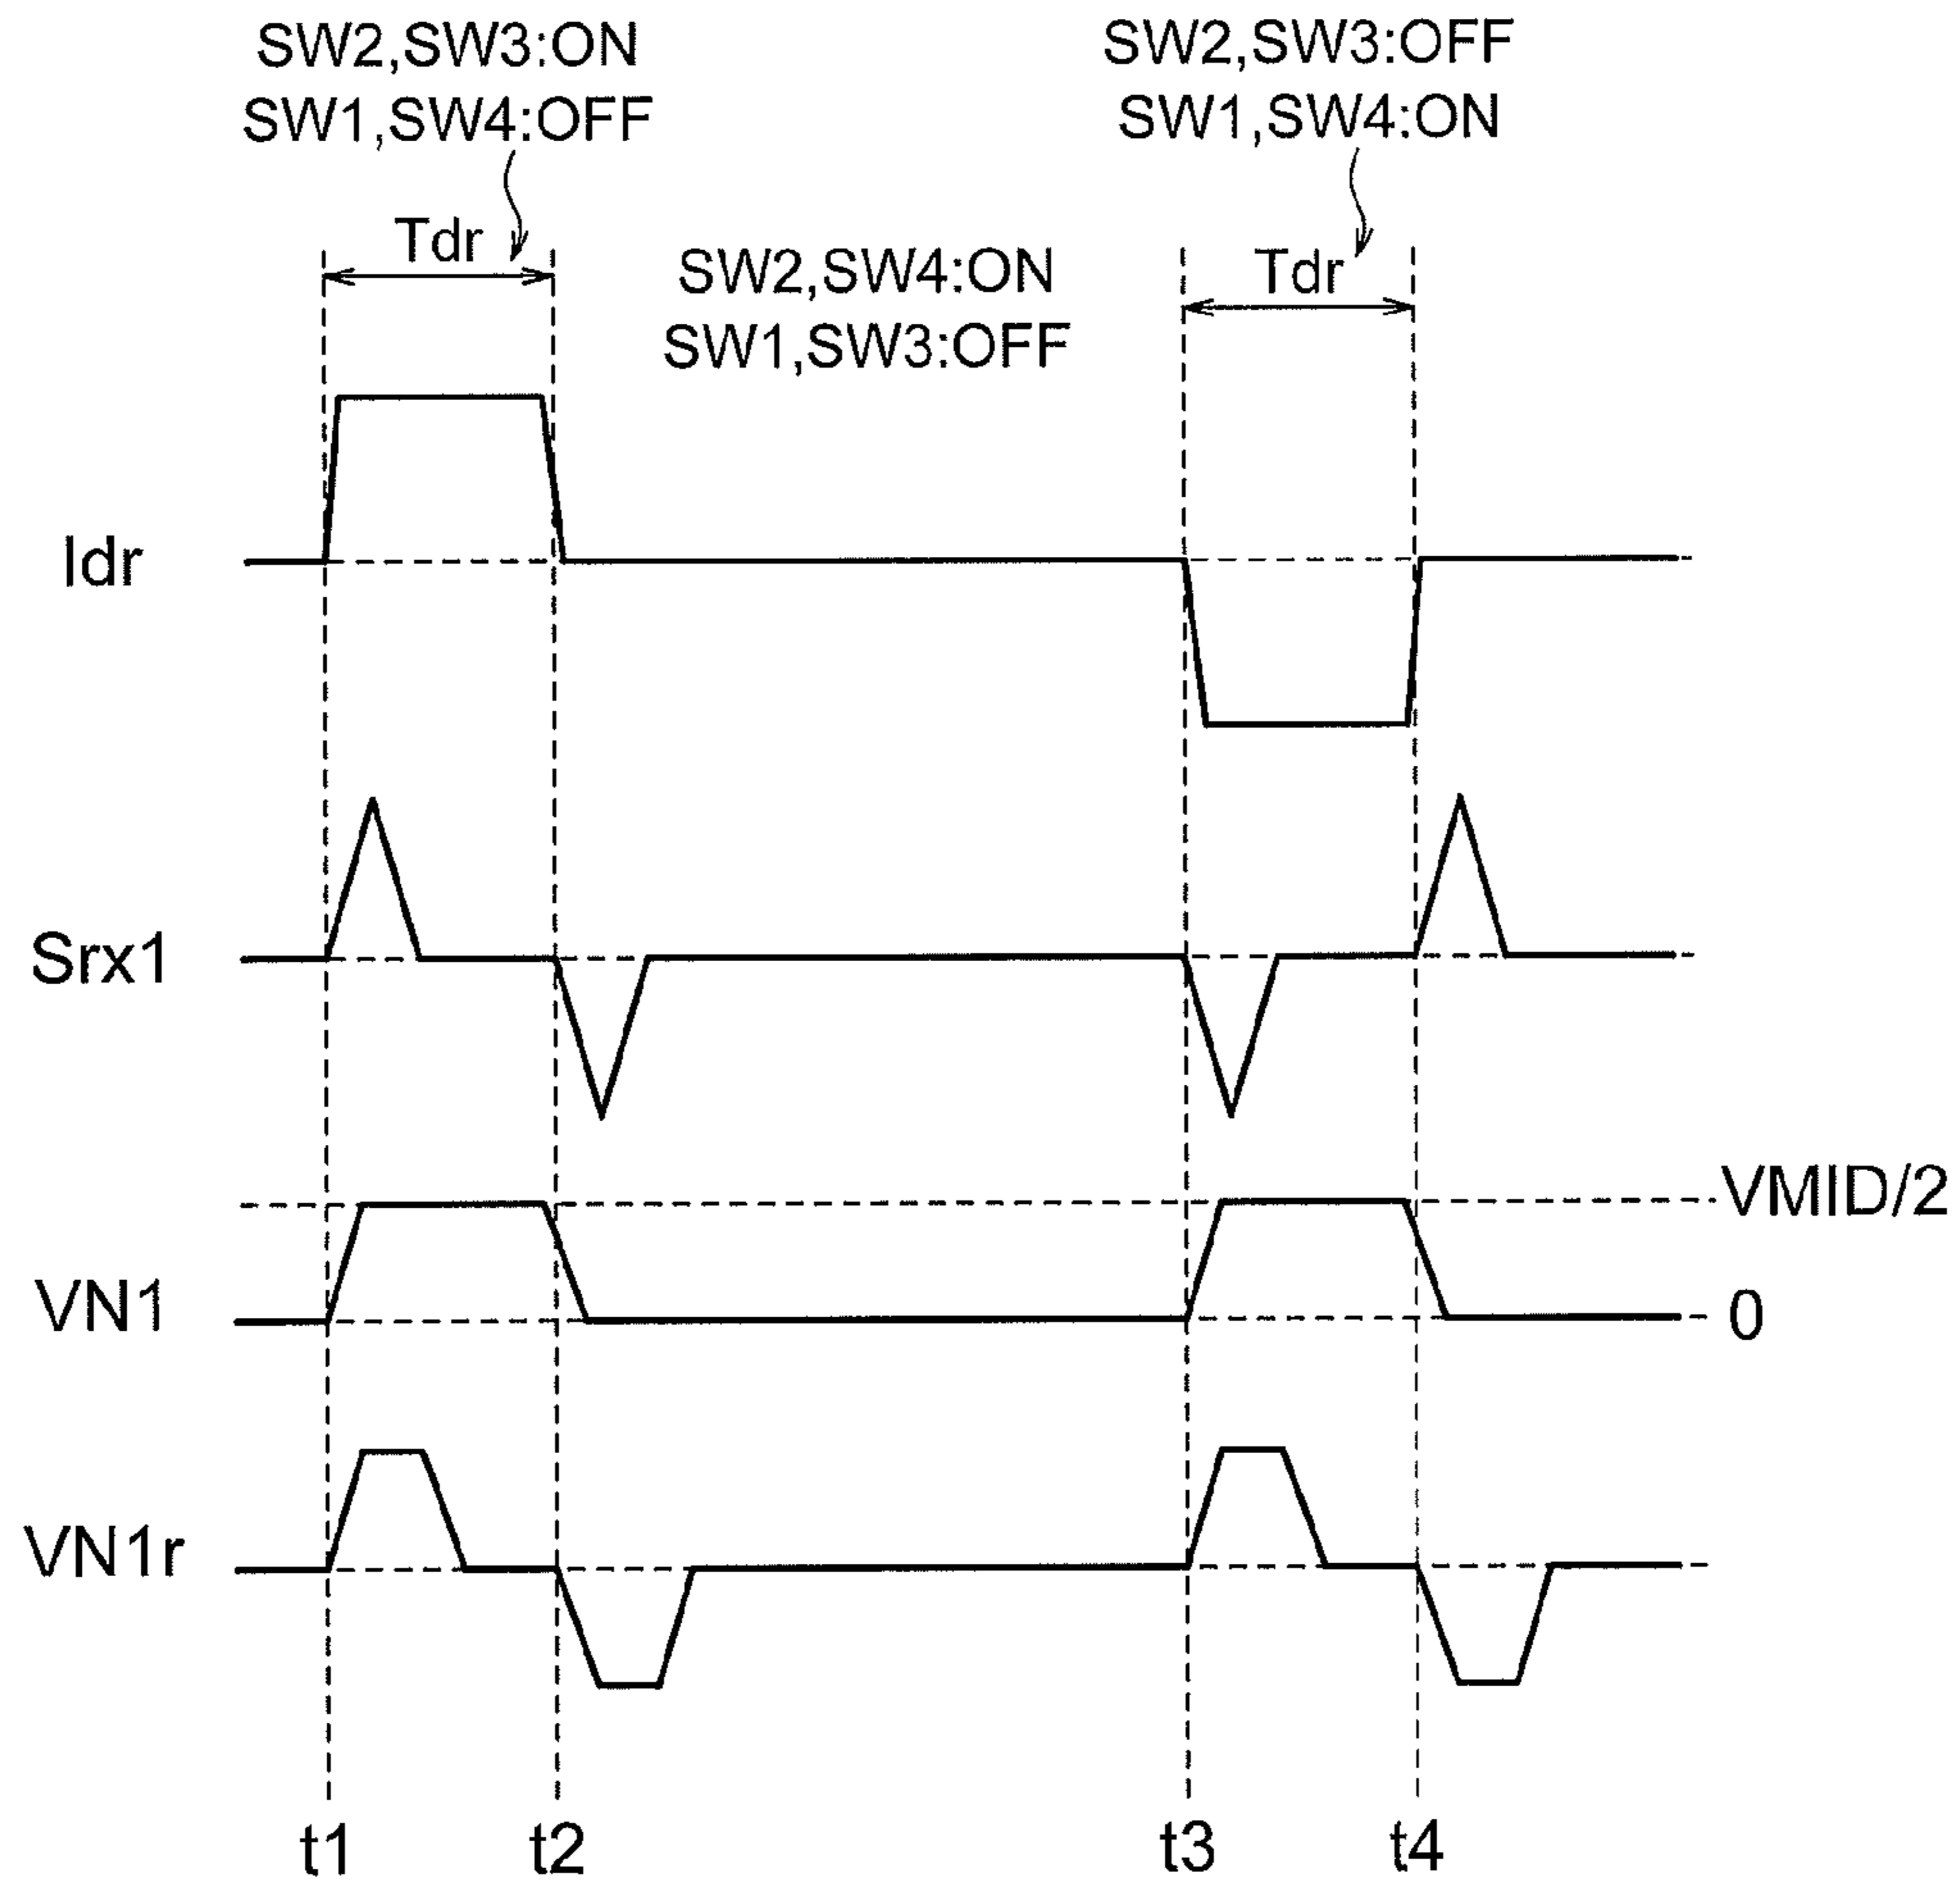 SW2,SW3:ON
SW1,SW4:OFF
SW2,SW3:OFF
SW1,SW4:ON
Tdr
SW2,SW4:ON
SW1,SW3:OFF
Tdr
Idr
Srx1
VMID/2
VN1
0
VN1r
t1
t2
t3
t4